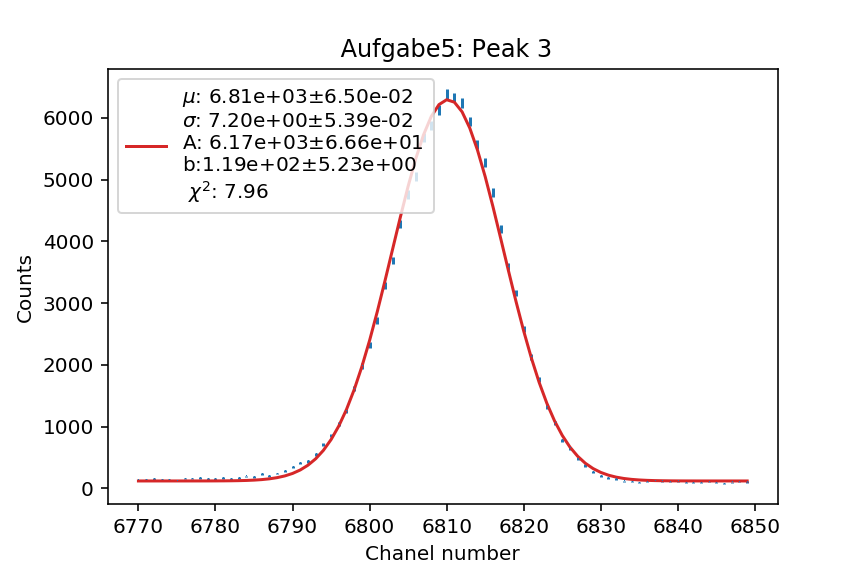 Aufgabe5: Peak 3
μ: 6.81e+03±6.50e-02
σ: 7.20e+00±5.39e-02
A: 6.17e+03±6.66e+01
b:1.19e+02±5.23e+00
χ²: 7.96
6000
5000
4000
3000
2000
1000
0
Counts
6770 6780 6790 6800 6810 6820 6830 6840 6850
Chanel number